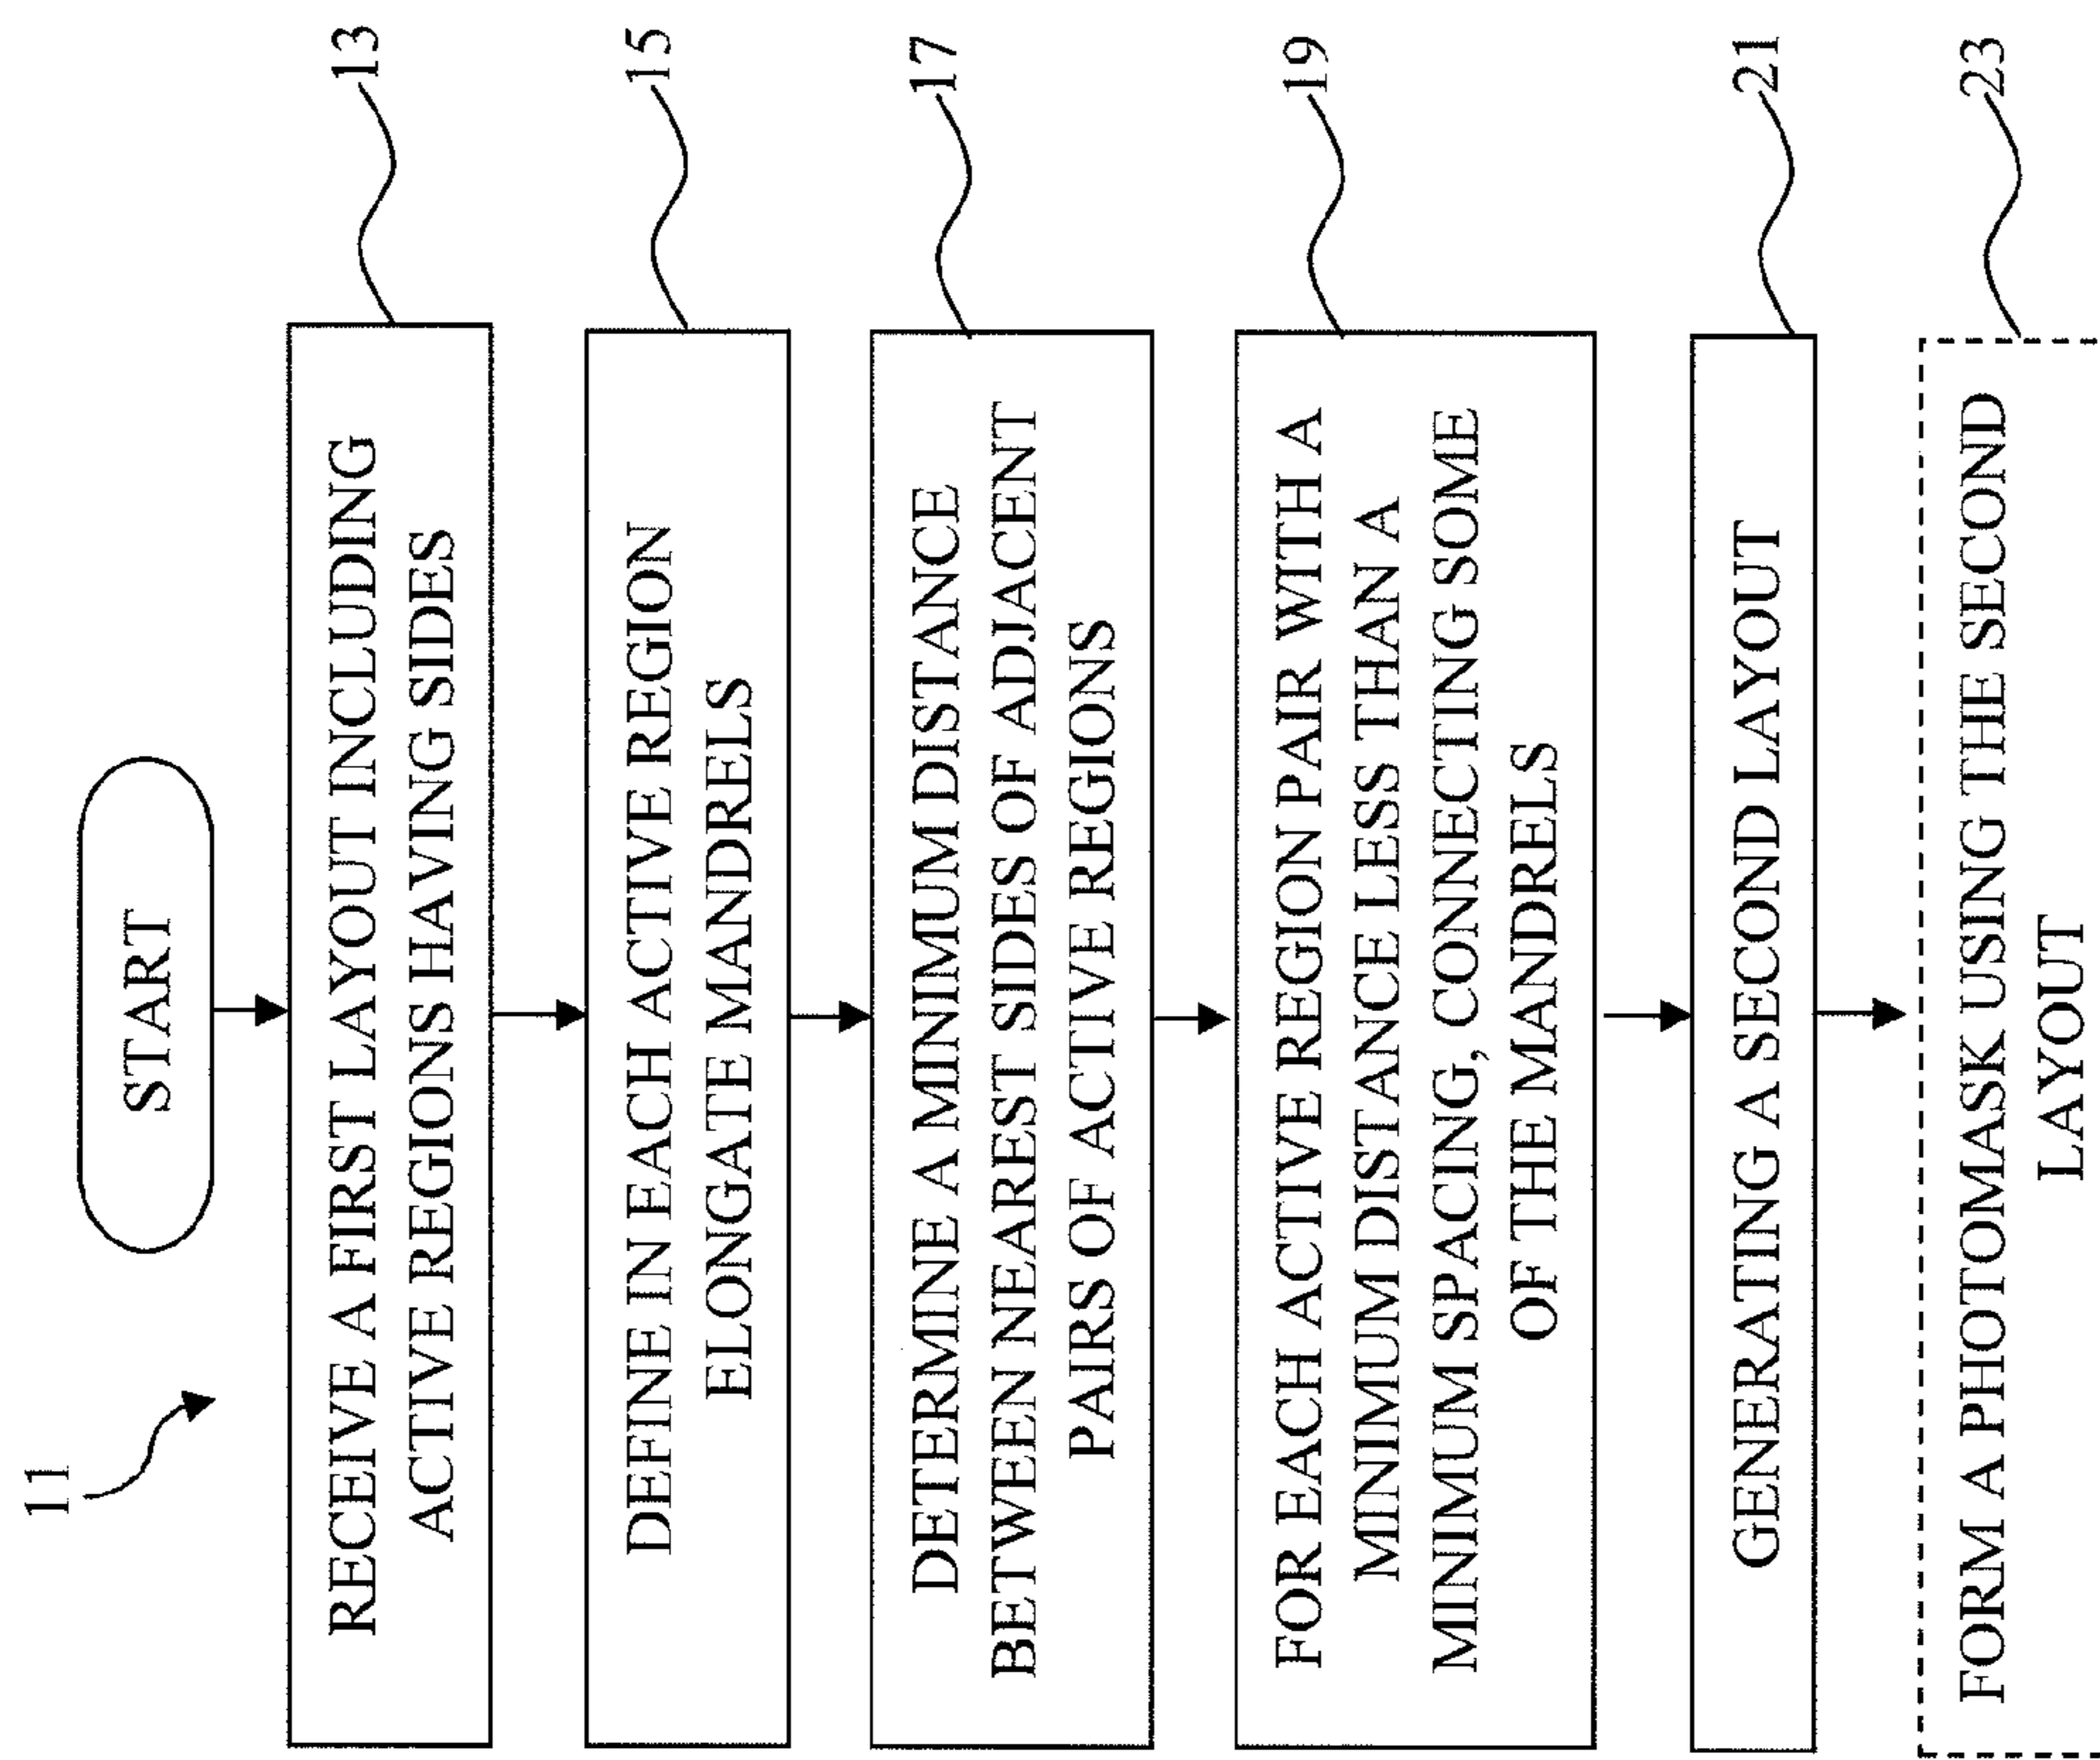 11
START
RECEIVE A FIRST LAYOUT INCLUDING
ACTIVE REGIONS HAVING SIDES
13
DEFINE IN EACH ACTIVE REGION
ELONGATE MANDRELS
15
DETERMINE A MINIMUM DISTANCE
BETWEEN NEAREST SIDES OF ADJACENT
PAIRS OF ACTIVE REGIONS
17
FOR EACH ACTIVE REGION PAIR WITH A
MINIMUM DISTANCE LESS THAN A
MINIMUM SPACING, CONNECTING SOME
OF THE MANDRELS
19
GENERATING A SECOND LAYOUT
21
FORM A PHOTOMASK USING THE SECOND
LAYOUT
23